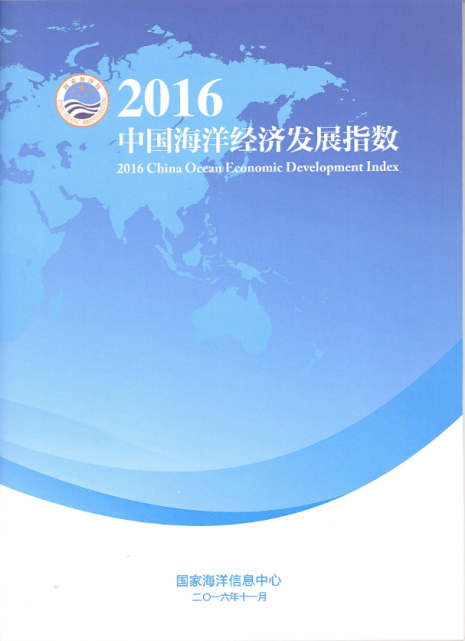 2016
中国海洋经济发展指数
2016 China Ocean Economic Development Index
国家海洋信息中心
二〇一六年十一月